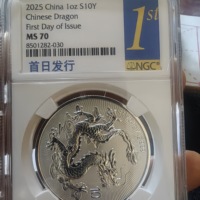 2025 China 1oz S10Y
Chinese Dragon
First Day of Issue
MS 70
8501282-030
首日发行
1st
NGC